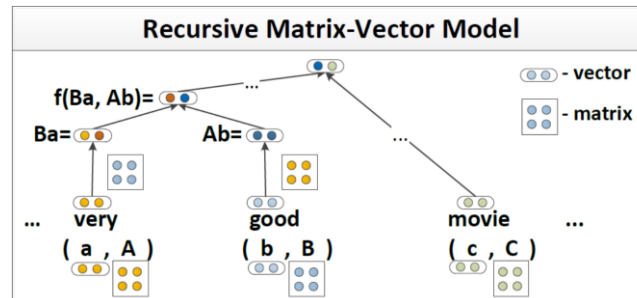 Recursive Matrix-Vector Model
...
- vector
f(Ba, Ab)=
- matrix
Ba=
Ab=
...
... very good movie ...
( a , A ) ( b , B ) ( c , C )